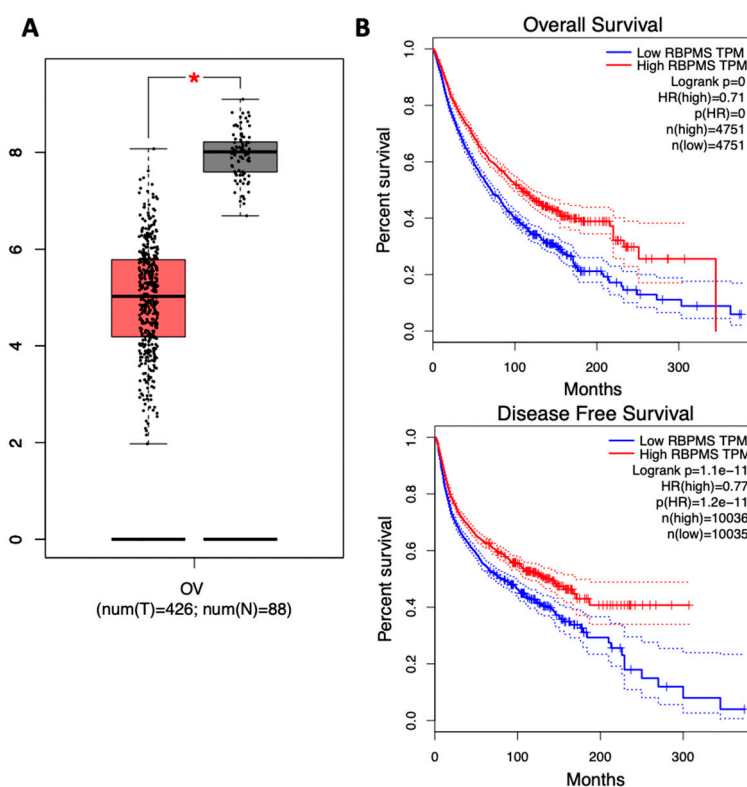 A
*
8
6
4
2
0
OV
(num(T)=426; num(N)=88)
B
Overall Survival
Low RBPMS TPM
High RBPMS TPM
Logrank p=0
HR(high)=0.71
p(HR)=0
n(high)=4751
n(low)=4751
Percent survival
1.0
0.8
0.6
0.4
0.2
0.0
0 100 200 300
Months
Disease Free Survival
Low RBPMS TPM
High RBPMS TPM
Logrank p=1.1e−11
HR(high)=0.77
p(HR)=1.2e−11
n(high)=10036
n(low)=10035
Percent survival
1.0
0.8
0.6
0.4
0.2
0.0
0 100 200 300
Months